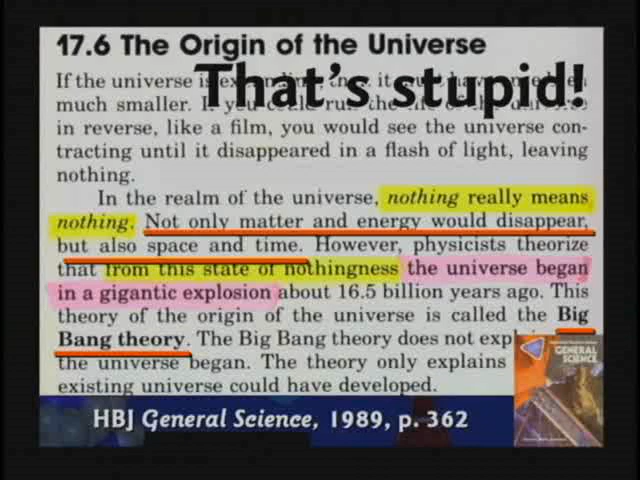 17.6 The Origin of the Universe
That's stupid!
If the universe is
much smaller. If you could run the
in reverse, like a film, you would see the universe con-
tracting until it disappeared in a flash of light, leaving
nothing.
In the realm of the universe, nothing really means
nothing. Not only matter and energy would disappear,
but also space and time. However, physicists theorize
that from this state of nothingness the universe began
in a gigantic explosion about 16.5 billion years ago. This
theory of the origin of the universe is called the Big
Bang theory. The Big Bang theory does not
the universe began. The theory only explains
existing universe could have developed.
GENERAL
SCIENCE
HBJ General Science, 1989, p. 362